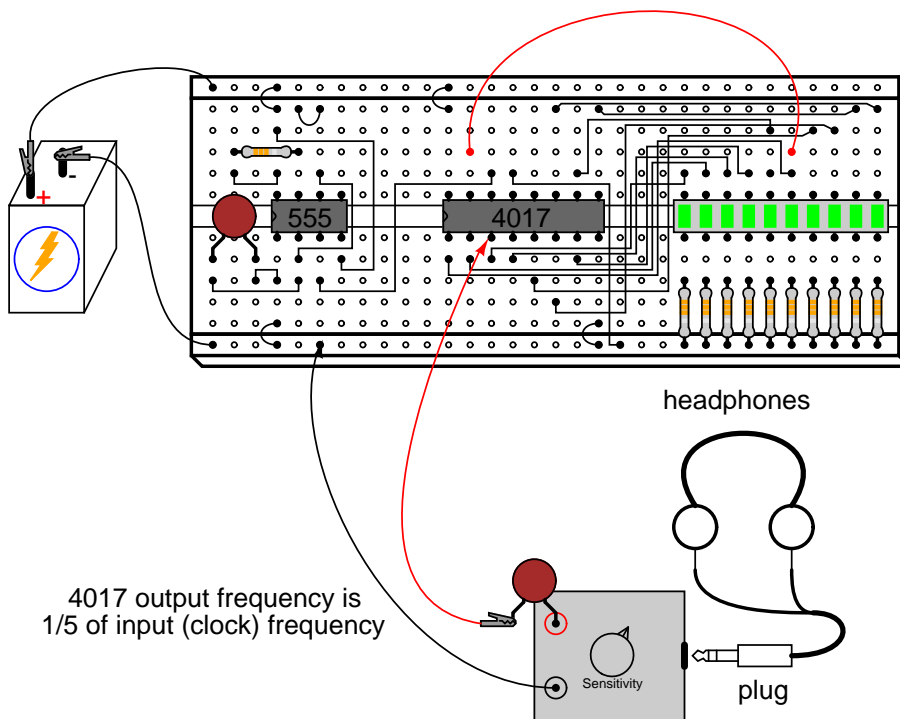 +
-
555
4017
headphones
4017 output frequency is
1/5 of input (clock) frequency
Sensitivity
plug